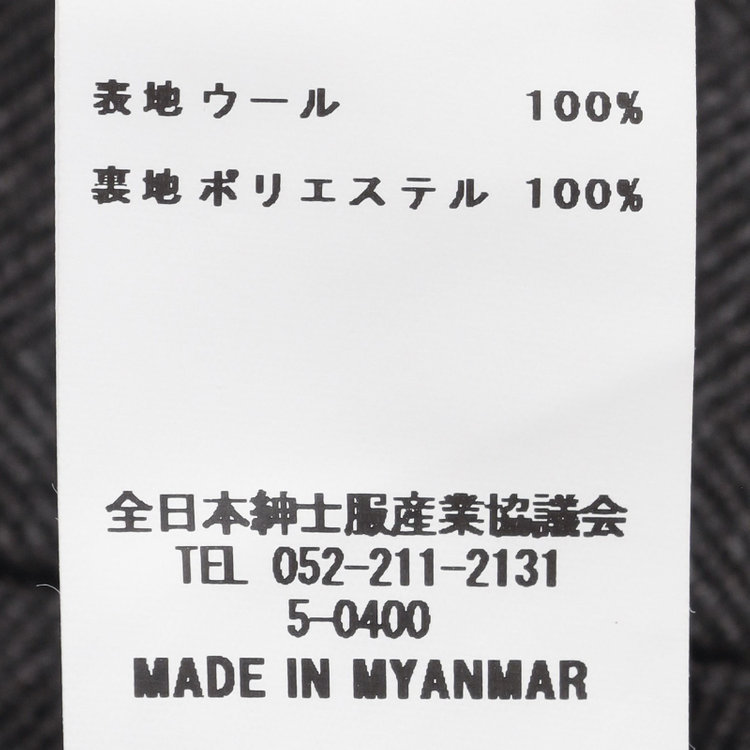 表地 ウール 100%
裏地 ポリエステル 100%
全日本紳士服産業協議会
TEL 052-211-2131
5-0400
MADE IN MYANMAR